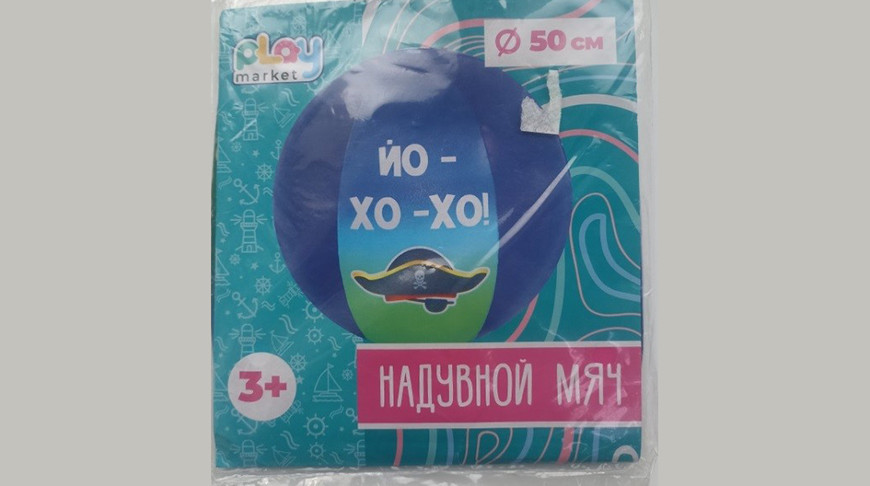 play
market
Ø 50 СМ
ЙО -
ХО -ХО!
3+
НАДУВНОЙ МЯЧ